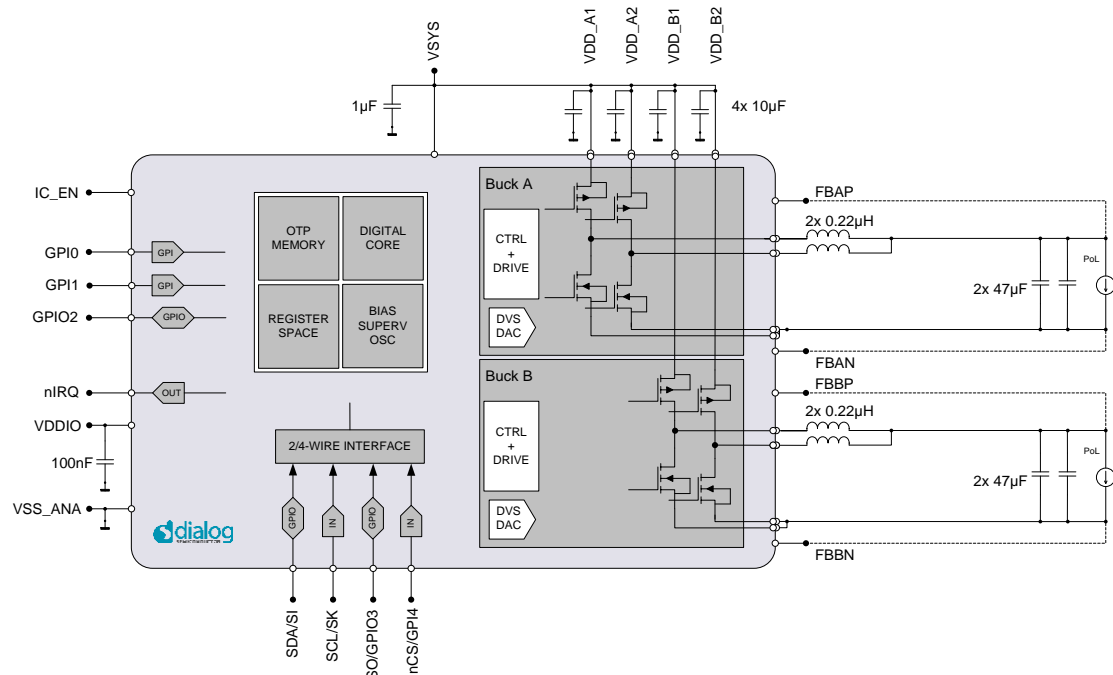 VSYS
VDD_A1
VDD_A2
VDD_B1
VDD_B2
1µF
4x 10µF
IC_EN
GPI0
GPI
GPI1
GPI
GPIO2
GPIO
nIRQ
OUT
VDDIO
100nF
VSS_ANA
OTP
MEMORY
DIGITAL
CORE
REGISTER
SPACE
BIAS
SUPERV
OSC
2/4-WIRE INTERFACE
GPIO
IN
GPIO
IN
dialog
SEMICONDUCTOR
SDA/SI
SCL/SK
SO/GPIO3
nCS/GPI4
Buck A
CTRL
+
DRIVE
DVS
DAC
Buck B
CTRL
+
DRIVE
DVS
DAC
FBAP
2x 0.22µH
2x 47µF
PoL
FBAN
FBBP
2x 0.22µH
2x 47µF
PoL
FBBN